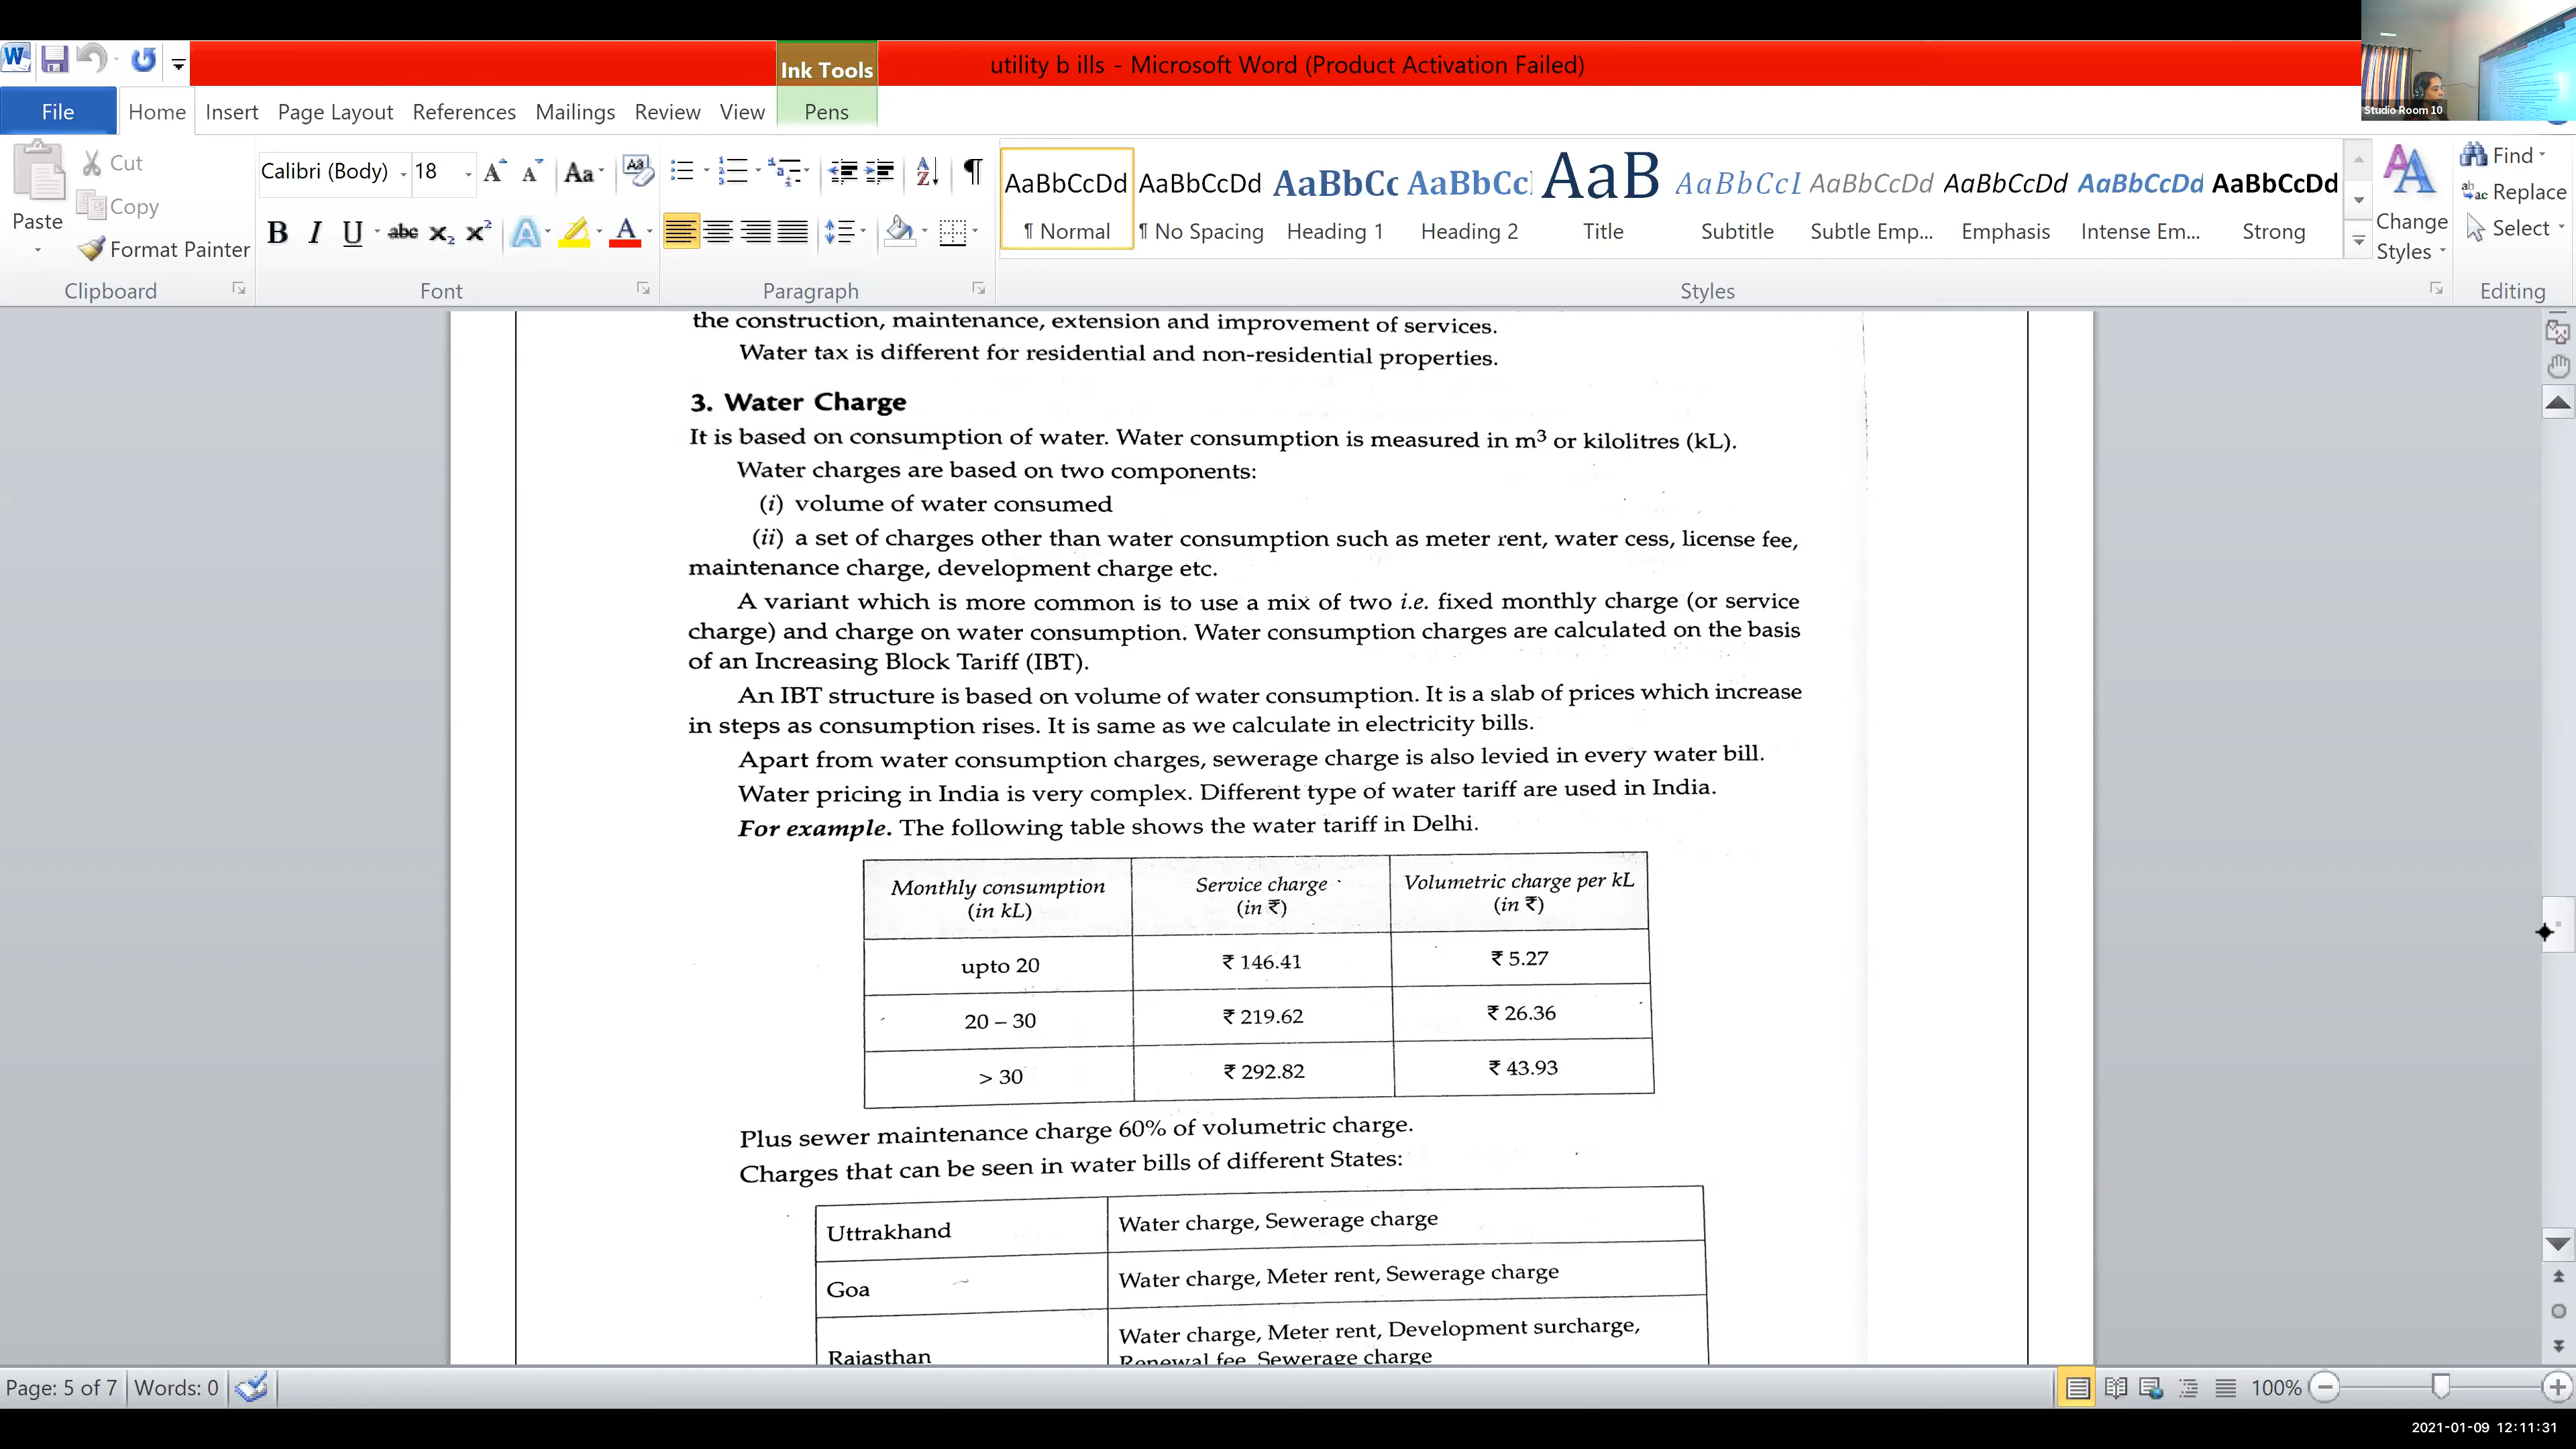 utility b ills - Microsoft Word (Product Activation Failed)
Ink Tools
Studio Room 10
File Home Insert Page Layout References Mailings Review View Pens
Cut
Copy
Format Painter
Paste
Clipboard
Calibri (Body) 18
Font
Paragraph
AaBbCcDd AaBbCcDd AaBbCc AaBbCc AaB AaBbCcI AaBbCcDd AaBbCcDd AaBbCcDd AaBbCcDd
¶ Normal ¶ No Spacing Heading 1 Heading 2 Title Subtitle Subtle Emp... Emphasis Intense Em... Strong
Styles
Change
Styles
Find
Replace
Select
Editing
the construction, maintenance, extension and improvement of services.
Water tax is different for residential and non-residential properties.
3. Water Charge
It is based on consumption of water. Water consumption is measured in m³ or kilolitres (kL).
Water charges are based on two components:
(i) volume of water consumed
(ii) a set of charges other than water consumption such as meter rent, water cess, license fee,
maintenance charge, development charge etc.
A variant which is more common is to use a mix of two i.e. fixed monthly charge (or service
charge) and charge on water consumption. Water consumption charges are calculated on the basis
of an Increasing Block Tariff (IBT).
An IBT structure is based on volume of water consumption. It is a slab of prices which increase
in steps as consumption rises. It is same as we calculate in electricity bills.
Apart from water consumption charges, sewerage charge is also levied in every water bill.
Water pricing in India is very complex. Different type of water tariff are used in India.
For example. The following table shows the water tariff in Delhi.
Monthly consumption (in kL) Service charge (in ₹) Volumetric charge per kL (in ₹)
upto 20 ₹ 146.41 ₹ 5.27
20 – 30 ₹ 219.62 ₹ 26.36
> 30 ₹ 292.82 ₹ 43.93
Plus sewer maintenance charge 60% of volumetric charge.
Charges that can be seen in water bills of different States:
Uttrakhand Water charge, Sewerage charge
Goa Water charge, Meter rent, Sewerage charge
Rajasthan Water charge, Meter rent, Development surcharge,
Renewal fee, Sewerage charge
Page: 5 of 7 Words: 0 100%
2021-01-09 12:11:31